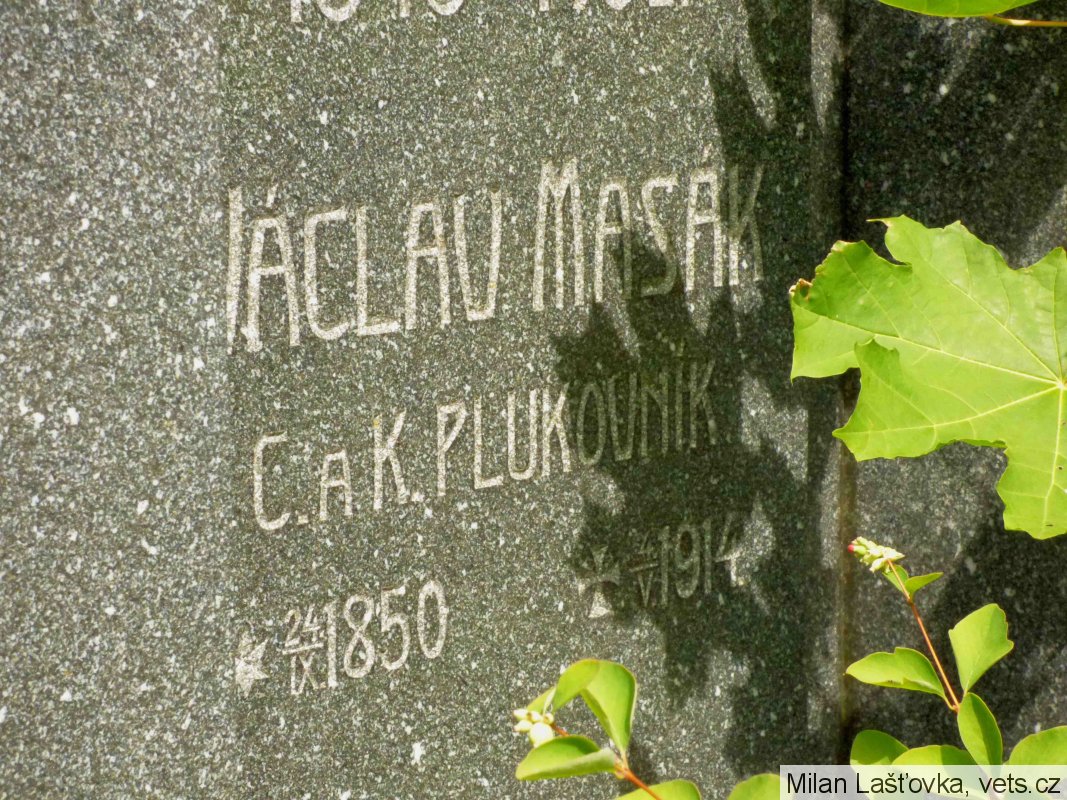 VÁCLAV MASÁK
C. A K. PLUKOVNÍK.
24/IX 1850
1914
Milan Lašťovka, vets.cz